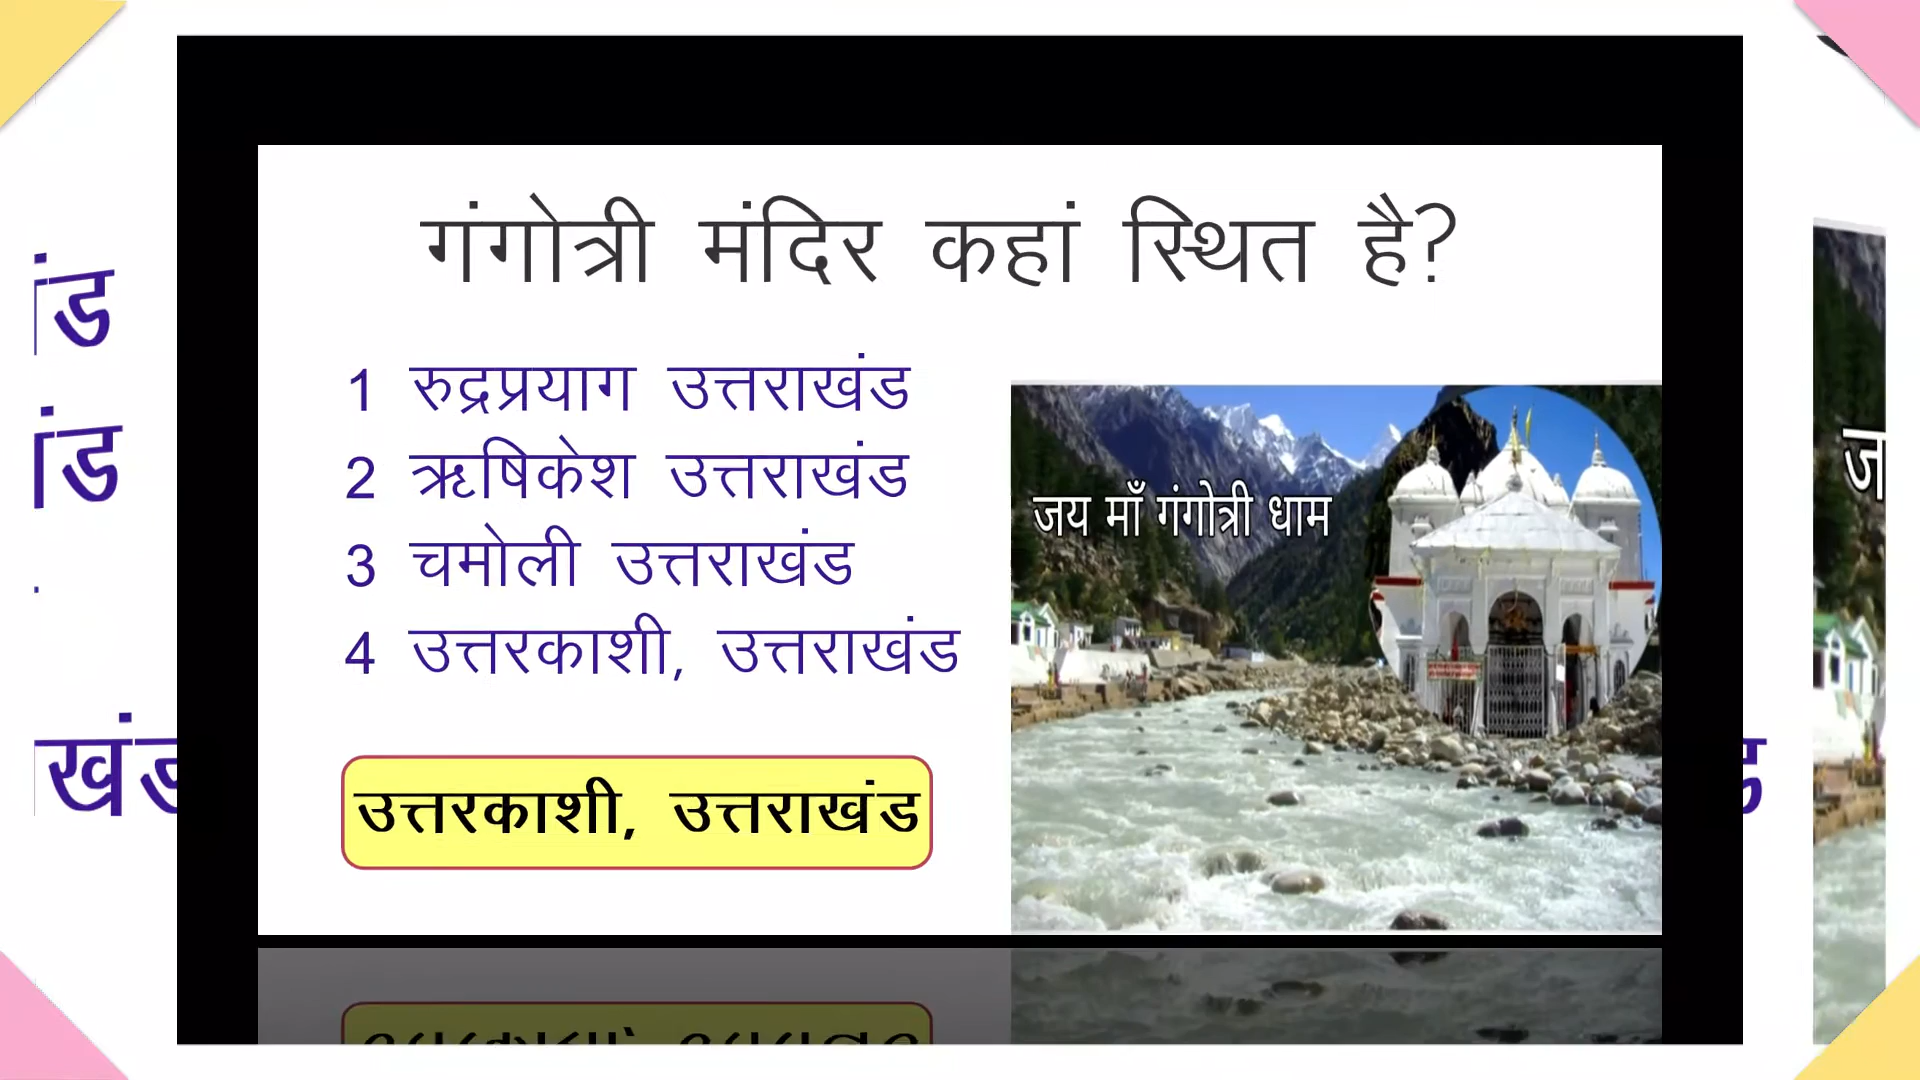 गंगोत्री मंदिर कहां स्थित है?
1 रुद्रप्रयाग उत्तराखंड
2 ऋषिकेश उत्तराखंड
3 चमोली उत्तराखंड
4 उत्तरकाशी, उत्तराखंड
उत्तरकाशी, उत्तराखंड
जय माँ गंगोत्री धाम